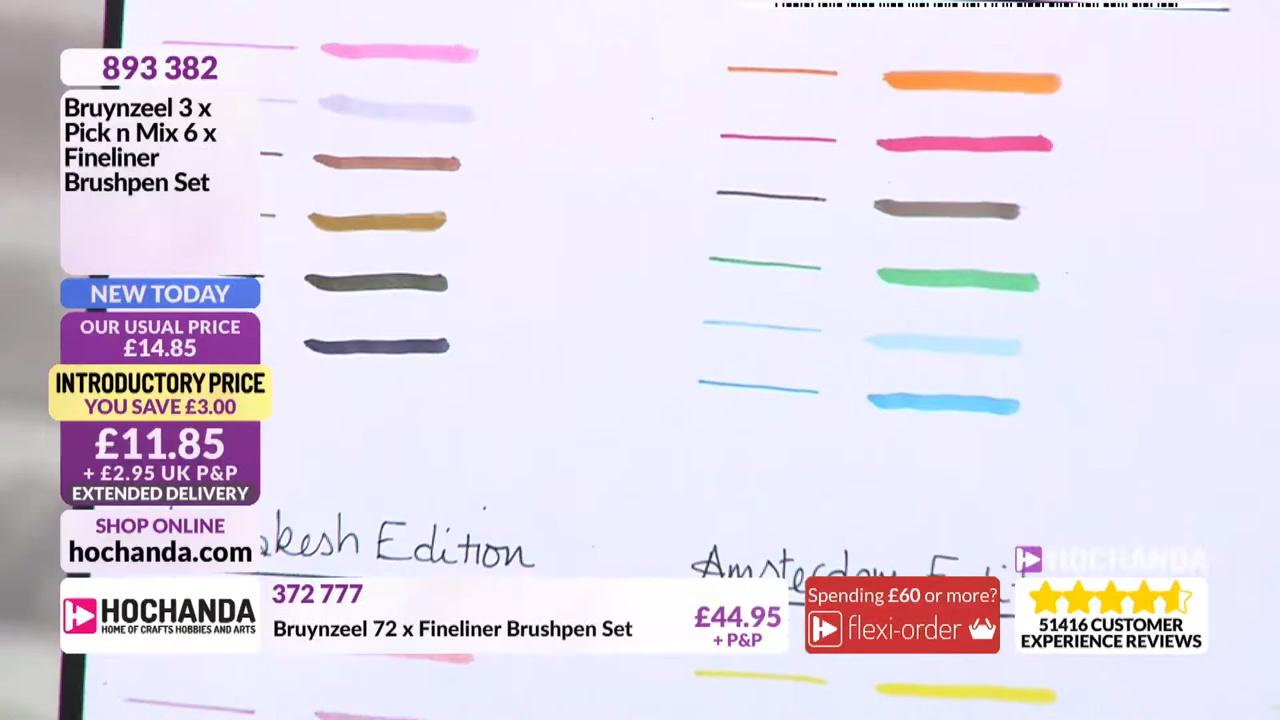 893 382
Bruynzeel 3 x
Pick n Mix 6 x
Fineliner
Brushpen Set
NEW TODAY
OUR USUAL PRICE
£14.85
INTRODUCTORY PRICE
YOU SAVE £3.00
£11.85
+ £2.95 UK P&P
EXTENDED DELIVERY
SHOP ONLINE
hochanda.com
kesh Edition
Amsterdam
HOCHANDA
HOCHANDA
HOME OF CRAFTS HOBBIES AND ARTS
372 777
Bruynzeel 72 x Fineliner Brushpen Set
£44.95
+ P&P
Spending £60 or more?
flexi-order
51416 CUSTOMER
EXPERIENCE REVIEWS